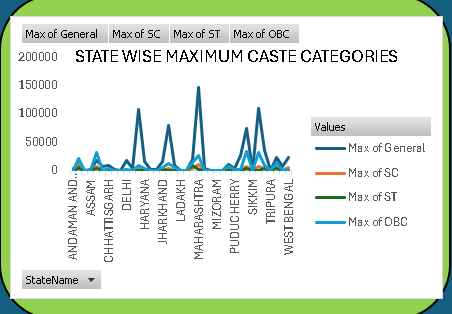 Max of General Max of SC Max of ST Max of OBC
STATE WISE MAXIMUM CASTE CATEGORIES
200000
150000
100000
50000
0
ANDAMAN AND...
ASSAM
CHHATTISGARH
DELHI
HARYANA
JHARKHAND
LADAKH
MAHARASHTRA
MIZORAM
PUDUCHERRY
SIKKIM
TRIPURA
WEST BENGAL
Values
Max of General
Max of SC
Max of ST
Max of OBC
StateName